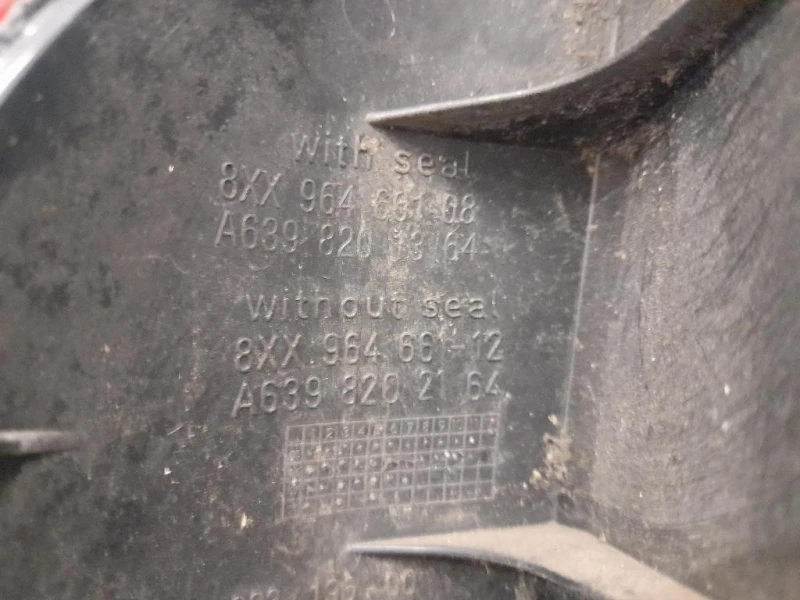 with seal
8XX 964 661-08
A639 820 13 64
without seal
8XX 964 66 -12
A639 820 21 64